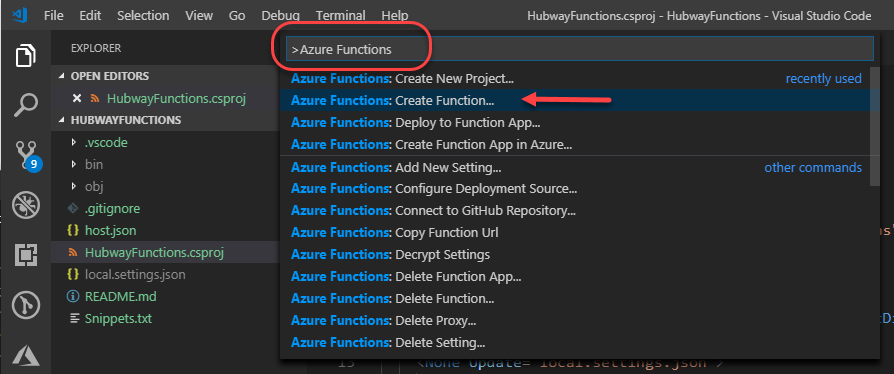 File Edit View Go Debug Terminal Help HubwayFunctions.csproj - HubwayFunctions - Visual Studio Code
EXPLORER
OPEN EDITORS
HubwayFunctions.csproj
HUBWAYFUNCTIONS
.vscode
bin
obj
.gitignore
host.json
HubwayFunctions.csproj
local.settings.json
README.md
Snippets.txt
9
>Azure Functions
Azure Functions: Create New Project... recently used
Azure Functions: Create Function...
Azure Functions: Deploy to Function App...
Azure Functions: Create Function App in Azure...
Azure Functions: Add New Setting... other commands
Azure Functions: Configure Deployment Source...
Azure Functions: Connect to GitHub Repository...
Azure Functions: Copy Function Url
Azure Functions: Decrypt Settings
Azure Functions: Delete Function App...
Azure Functions: Delete Function...
Azure Functions: Delete Proxy...
Azure Functions: Delete Setting...
<None Update="local.settings.json">